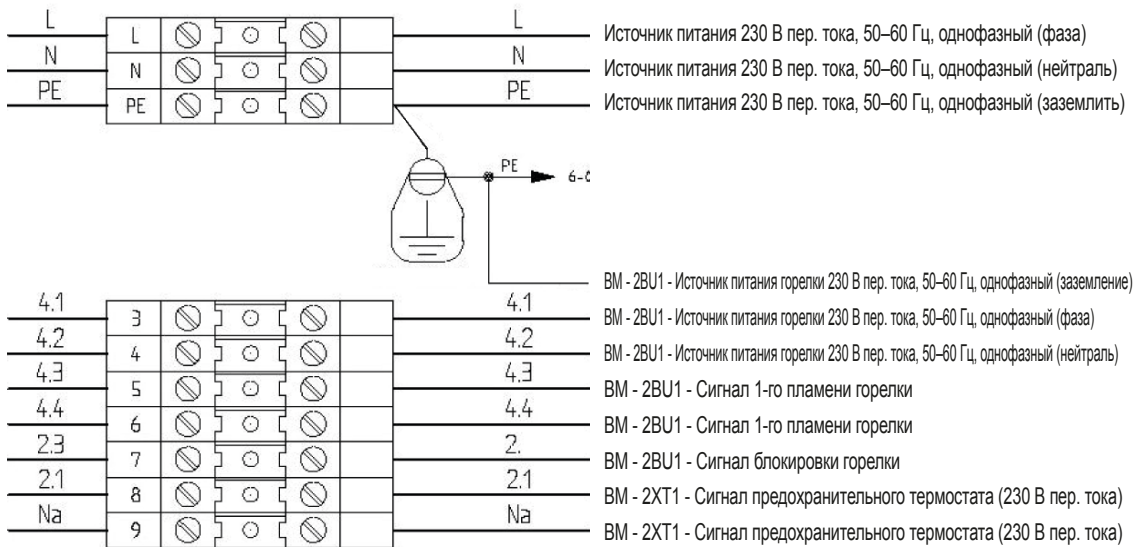 L L L Источник питания 230 В пер. тока, 50–60 Гц, однофазный (фаза)
N N N Источник питания 230 В пер. тока, 50–60 Гц, однофазный (нейтраль)
PE PE PE Источник питания 230 В пер. тока, 50–60 Гц, однофазный (заземлить)
PE
BM - 2BU1 - Источник питания горелки 230 В пер. тока, 50–60 Гц, однофазный (заземление)
4.1 3 4.1 BM - 2BU1 - Источник питания горелки 230 В пер. тока, 50–60 Гц, однофазный (фаза)
4.2 4 4.2 BM - 2BU1 - Источник питания горелки 230 В пер. тока, 50–60 Гц, однофазный (нейтраль)
4.3 5 4.3 BM - 2BU1 - Сигнал 1-го пламени горелки
4.4 6 4.4 BM - 2BU1 - Сигнал 1-го пламени горелки
2.3 7 2. BM - 2BU1 - Сигнал блокировки горелки
2.1 8 2.1 BM - 2XT1 - Сигнал предохранительного термостата (230 В пер. тока)
Na 9 Na BM - 2XT1 - Сигнал предохранительного термостата (230 В пер. тока)